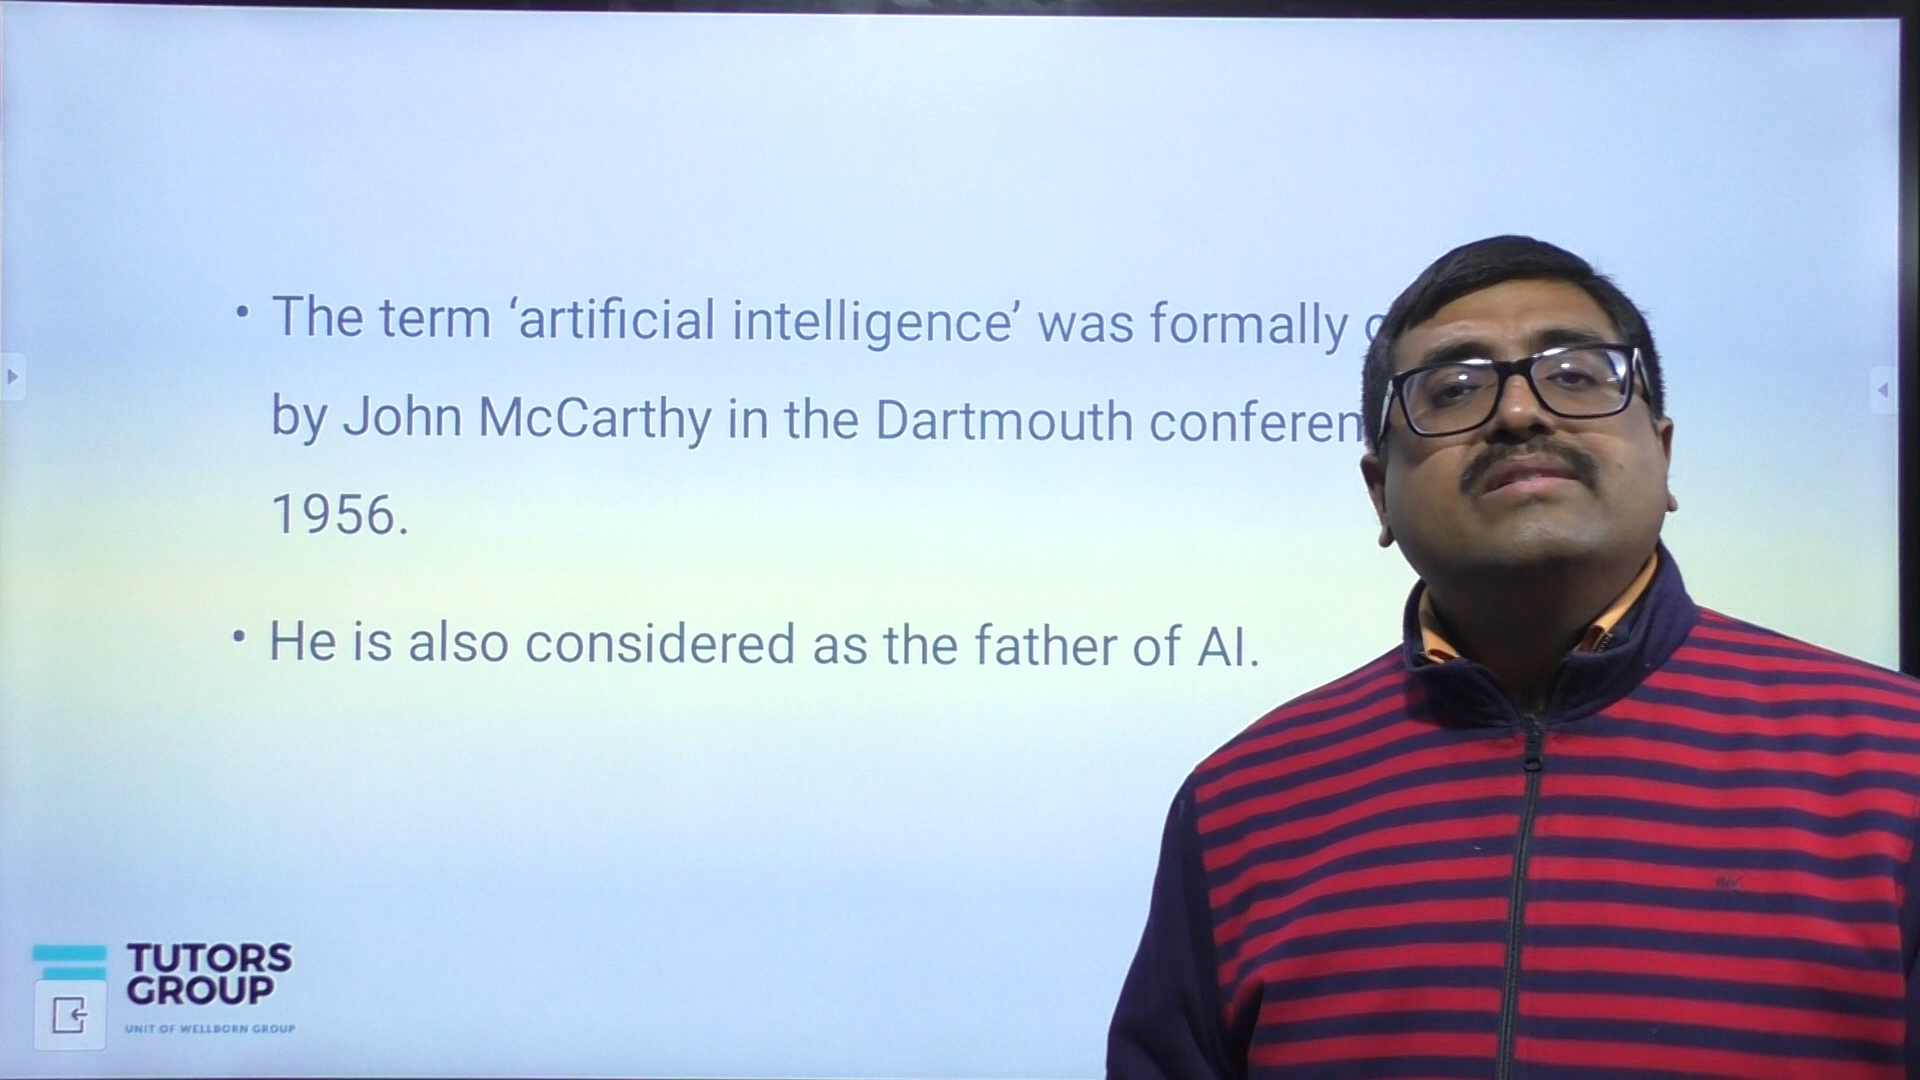 • The term ‘artificial intelligence’ was formally
by John McCarthy in the Dartmouth
1956.
• He is also considered as the father of AI.
TUTORS
GROUP
UNIT OF WELLBORN GROUP